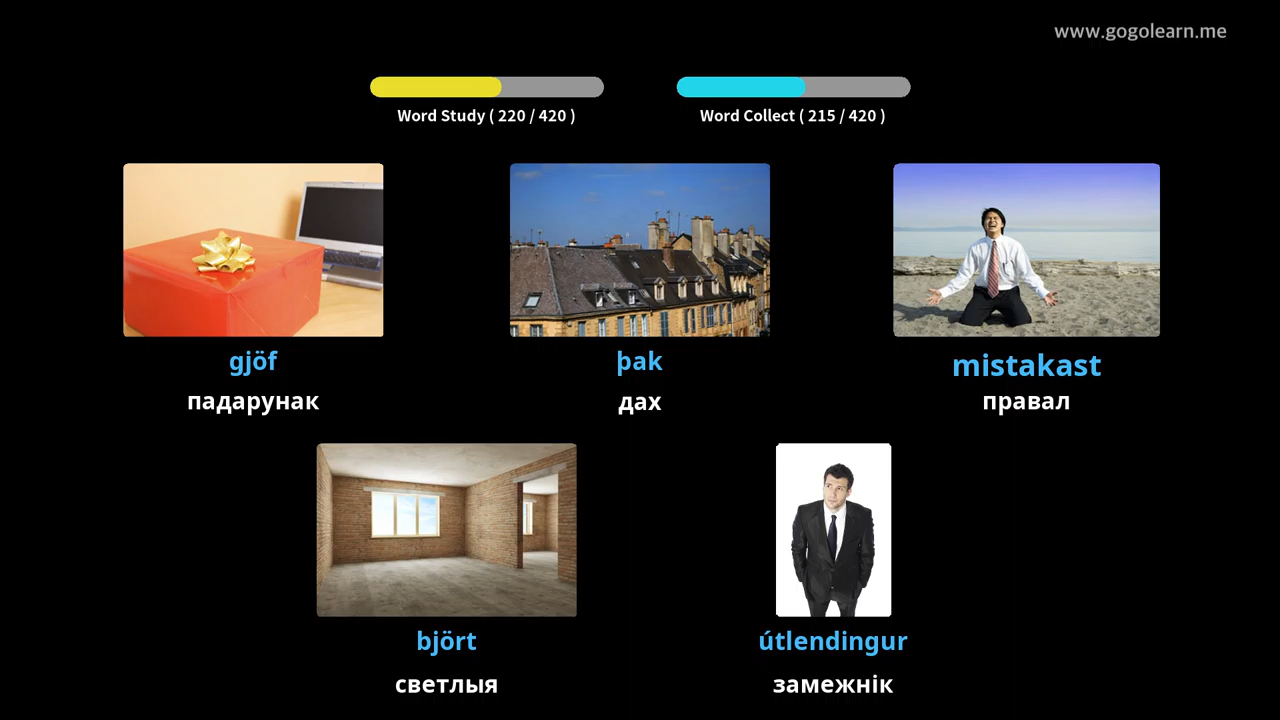 www.gogolearn.me
Word Study ( 220 / 420 )
Word Collect ( 215 / 420 )
gjöf
падарунак
þak
дах
mistakast
правал
björt
светлыя
útlendingur
замежнік